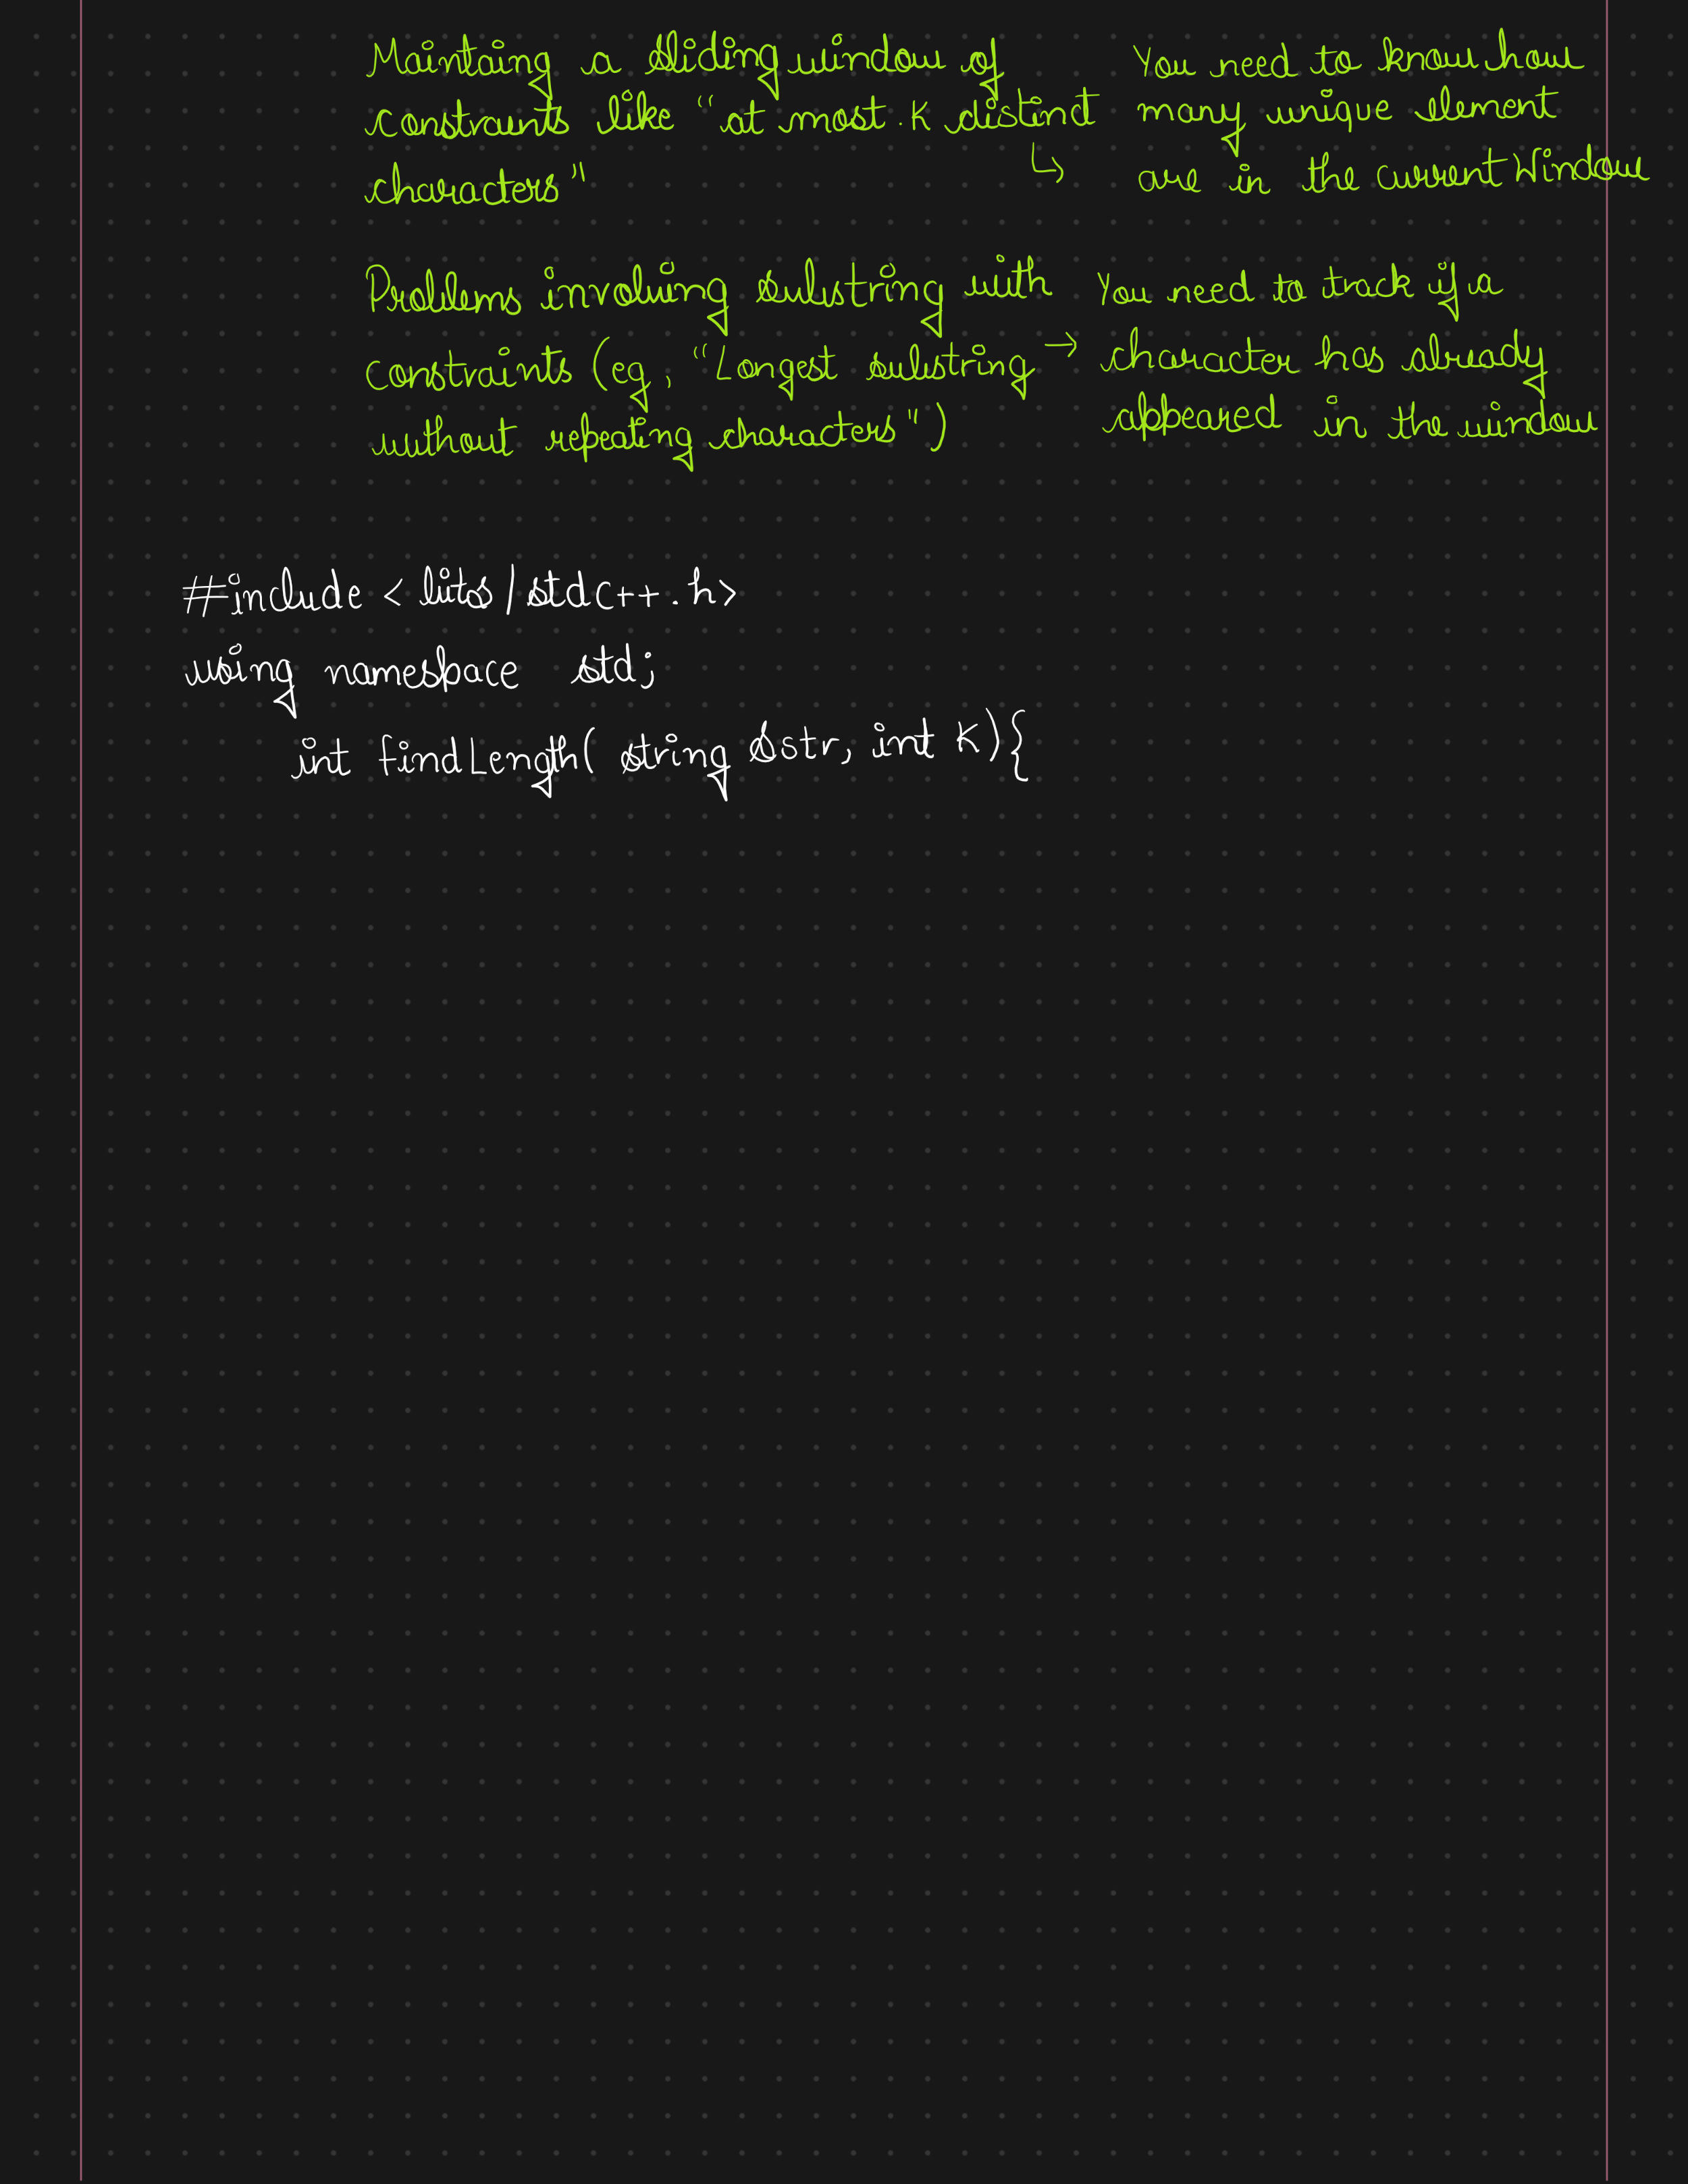 Maintaing a sliding window of
constraints like "at most K distinct
characters"
↳ You need to know how
many unique element
are in the current Window
Problems involving substring with
constraints (eg, "Longest substring
without repeating characters")
→ You need to track if a
character has already
appeared in the window
#include <bits/stdc++.h>
using namespace std;
int findLength( string &str, int K){